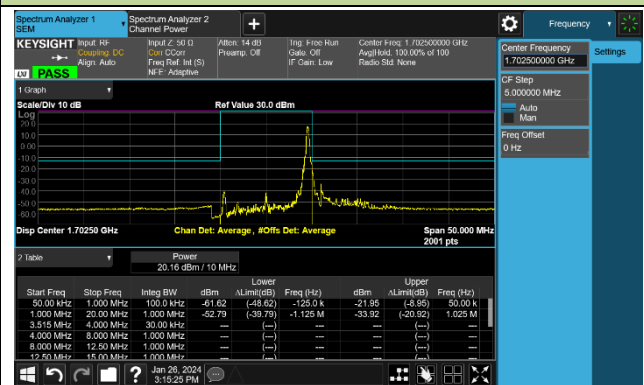 Spectrum Analyzer 1
SEM
Spectrum Analyzer 2
Channel Power
Frequency
KEYSIGHT
Input: RF
Coupling: DC
Align: Auto
Input Z: 50 Ω
Corr CCorr
Freq Ref: Int (S)
NFE: Adaptive
Atten: 14 dB
Preamp: Off
Trig: Free Run
Gate: Off
IF Gain: Low
Center Freq: 1.702500000 GHz
Avg|Hold: 100.00% of 100
Radio Std: None
LXI PASS
Center Frequency
1.702500000 GHz
Settings
CF Step
5.000000 MHz
Auto
Man
Freq Offset
0 Hz
1 Graph
Scale/Div 10 dB
Ref Value 30.0 dBm
Log
20.0
10.0
0.00
-10.0
-20.0
-30.0
-40.0
-50.0
-60.0
Disp Center 1.70250 GHz
Chan Det: Average , #Offs Det: Average
Span 50.000 MHz
2001 pts
2 Table
Power
20.16 dBm / 10 MHz
Lower Upper
Start Freq Stop Freq Integ BW dBm ΔLimit(dB) Freq (Hz) dBm ΔLimit(dB) Freq (Hz)
50.00 kHz 1.000 MHz 100.0 kHz -61.62 (-48.62) -125.0 k -21.95 (-8.95) 50.00 k
1.000 MHz 20.00 MHz 1.000 MHz -52.79 (-39.79) -1.125 M -33.92 (-20.92) 1.025 M
3.515 MHz 4.000 MHz 30.00 kHz --- (---) --- --- (---) ---
4.000 MHz 8.000 MHz 1.000 MHz --- (---) --- --- (---) ---
8.000 MHz 12.50 MHz 1.000 MHz --- (---) --- --- (---) ---
12.50 MHz 15.00 MHz 1.000 MHz --- (---) --- --- (---) ---
?
Jan 26, 2024
3:15:25 PM